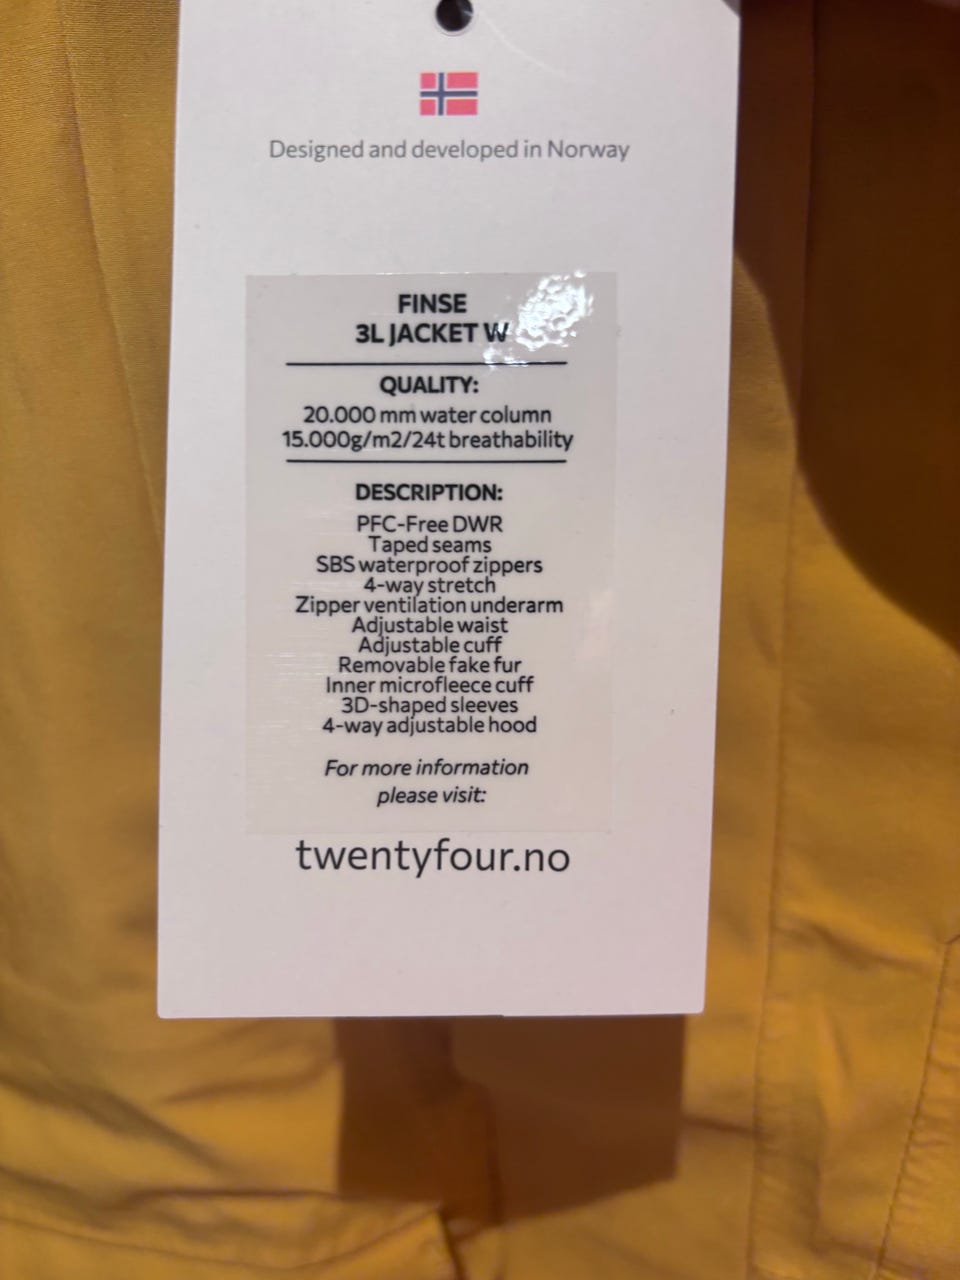 Designed and developed in Norway
FINSE
3L JACKET W
QUALITY:
20.000 mm water column
15.000g/m2/24t breathability
DESCRIPTION:
PFC-Free DWR
Taped seams
SBS waterproof zippers
4-way stretch
Zipper ventilation underarm
Adjustable waist
Adjustable cuff
Removable fake fur
Inner microfleece cuff
3D-shaped sleeves
4-way adjustable hood
For more information
please visit:
twentyfour.no